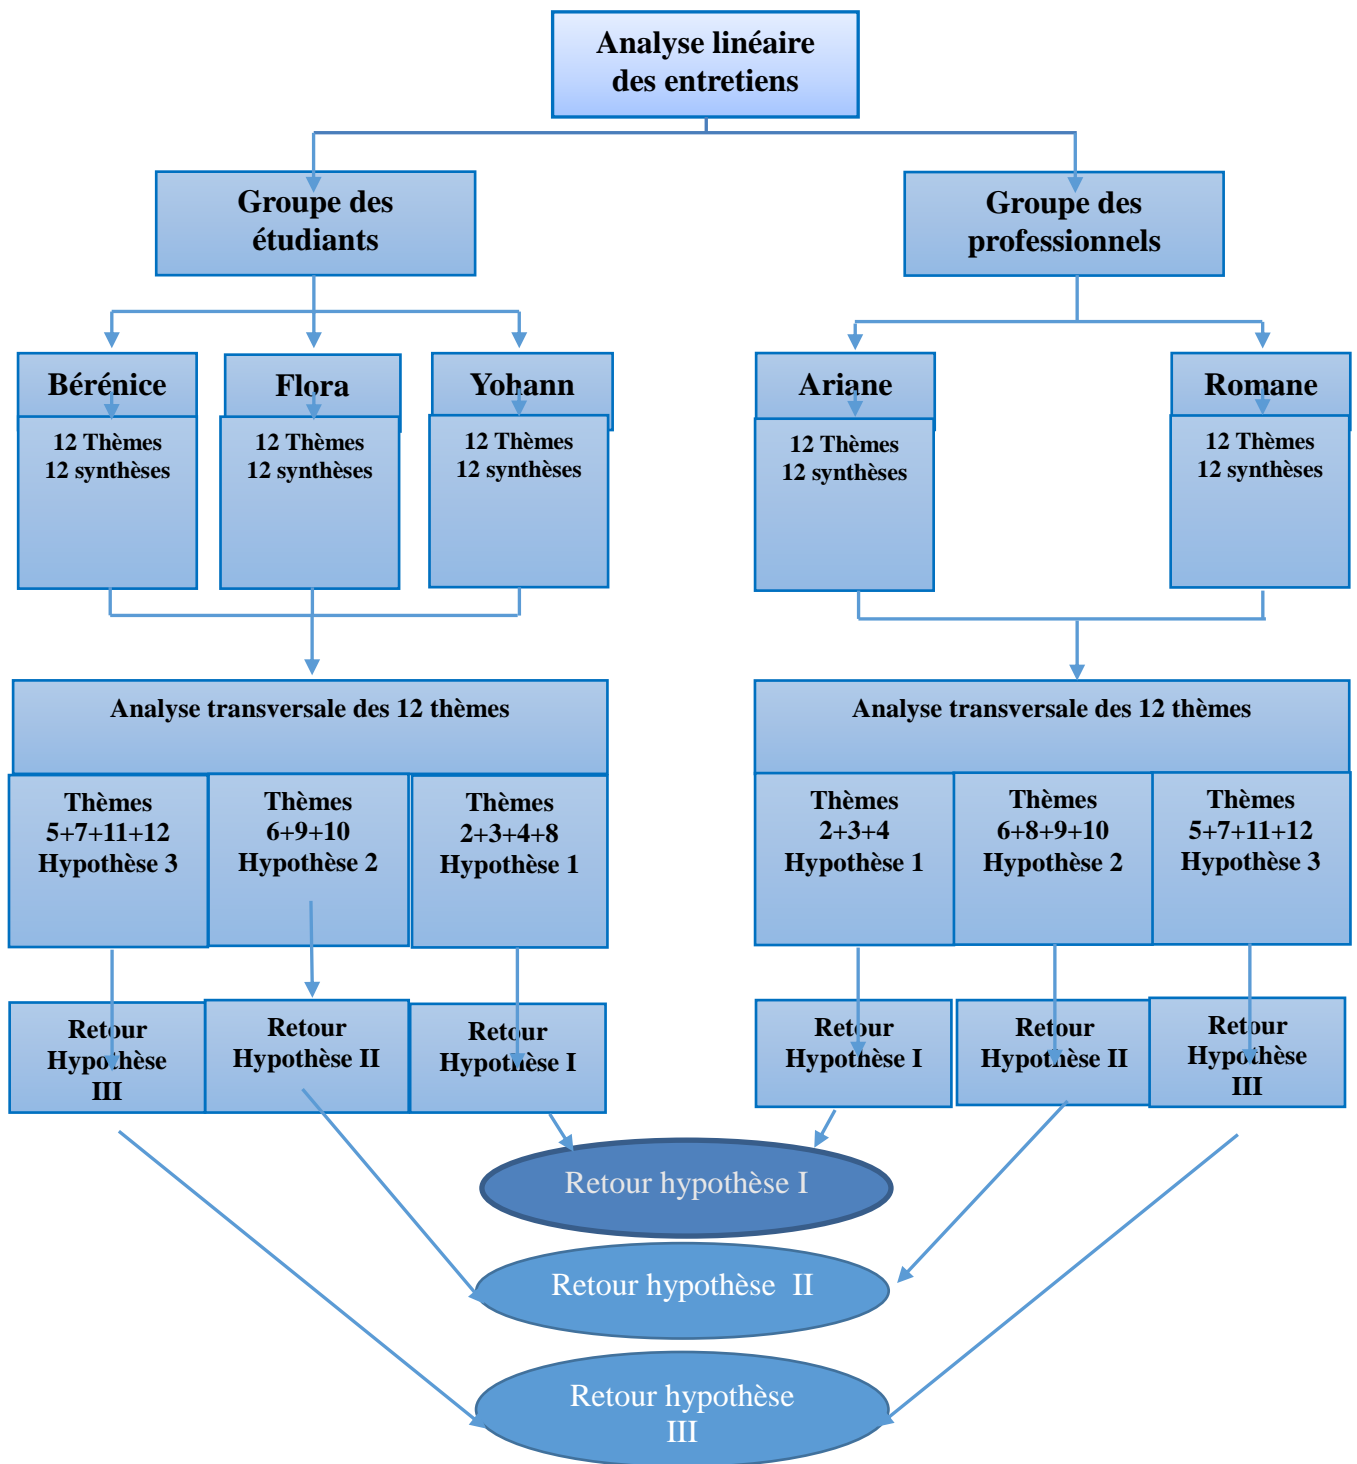 Analyse linéaire
des entretiens
Groupe des
étudiants
Groupe des
professionnels
Bérénice
Flora
Yohann
Ariane
Romane
12 Thèmes
12 synthèses
12 Thèmes
12 synthèses
12 Thèmes
12 synthèses
12 Thèmes
12 synthèses
12 Thèmes
12 synthèses
Analyse transversale des 12 thèmes
Analyse transversale des 12 thèmes
Thèmes
5+7+11+12
Hypothèse 3
Thèmes
6+9+10
Hypothèse 2
Thèmes
2+3+4+8
Hypothèse 1
Thèmes
2+3+4
Hypothèse 1
Thèmes
6+8+9+10
Hypothèse 2
Thèmes
5+7+11+12
Hypothèse 3
Retour
Hypothèse
III
Retour
Hypothèse II
Retour
Hypothèse I
Retour
Hypothèse I
Retour
Hypothèse II
Retour
Hypothèse
III
Retour hypothèse I
Retour hypothèse II
Retour hypothèse
III